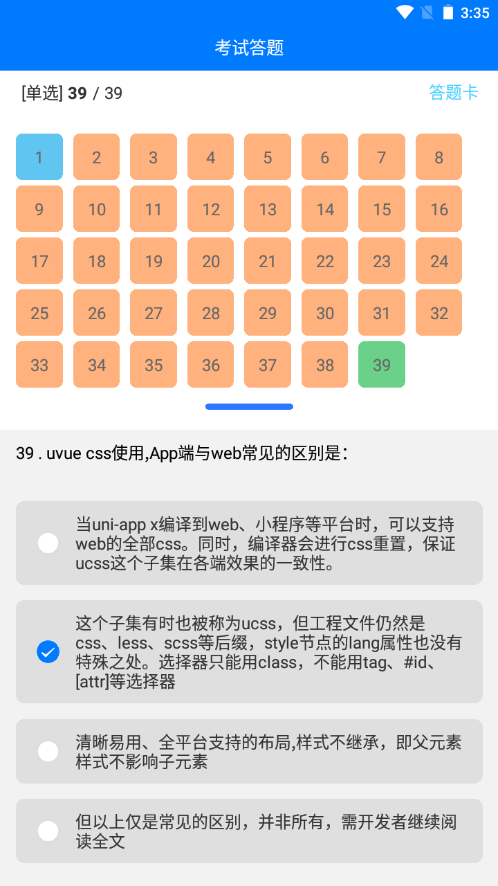 3:35
考试答题
[单选] 39 / 39
答题卡
1 2 3 4 5 6 7 8
9 10 11 12 13 14 15 16
17 18 19 20 21 22 23 24
25 26 27 28 29 30 31 32
33 34 35 36 37 38 39
39 . uvue css使用,App端与web常见的区别是：
当uni-app x编译到web、小程序等平台时，可以支持
web的全部css。同时，编译器会进行css重置，保证
ucss这个子集在各端效果的一致性。
这个子集有时也被称为ucss，但工程文件仍然是
css、less、scss等后缀，style节点的lang属性也没有
特殊之处。选择器只能用class，不能用tag、#id、
[attr]等选择器
清晰易用、全平台支持的布局,样式不继承，即父元素
样式不影响子元素
但以上仅是常见的区别，并非所有，需开发者继续阅
读全文